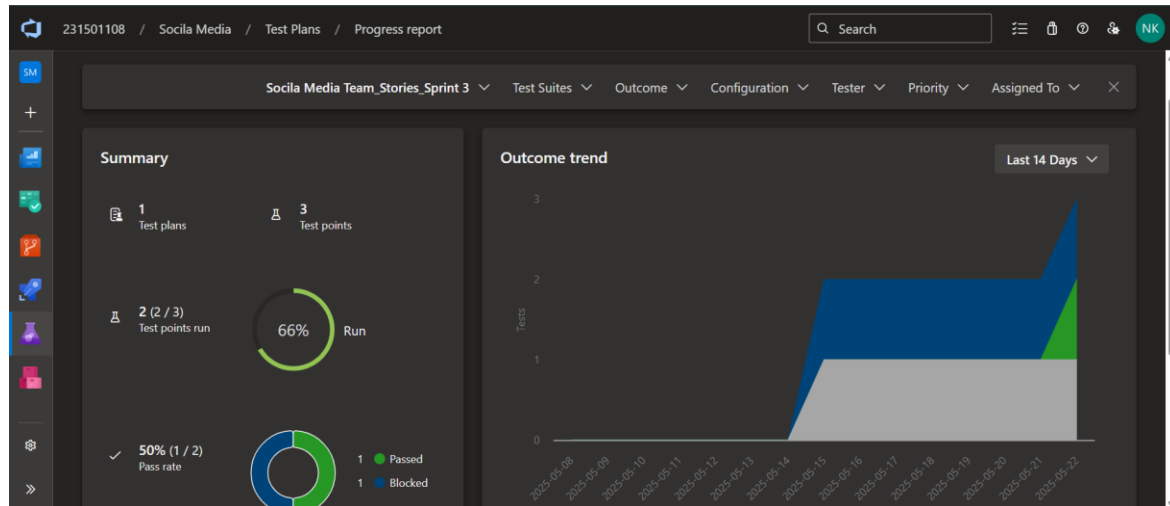 231501108 / Socila Media / Test Plans / Progress report
Search
NK
SM
Socila Media Team_Stories_Sprint 3
Test Suites
Outcome
Configuration
Tester
Priority
Assigned To
Summary
1
Test plans
3
Test points
2 (2 / 3)
Test points run
66%
Run
50% (1 / 2)
Pass rate
1 Passed
1 Blocked
Outcome trend
Last 14 Days
3
2
1
0
Tests
2025-05-08
2025-05-09
2025-05-10
2025-05-11
2025-05-12
2025-05-13
2025-05-14
2025-05-15
2025-05-16
2025-05-17
2025-05-18
2025-05-19
2025-05-20
2025-05-21
2025-05-22